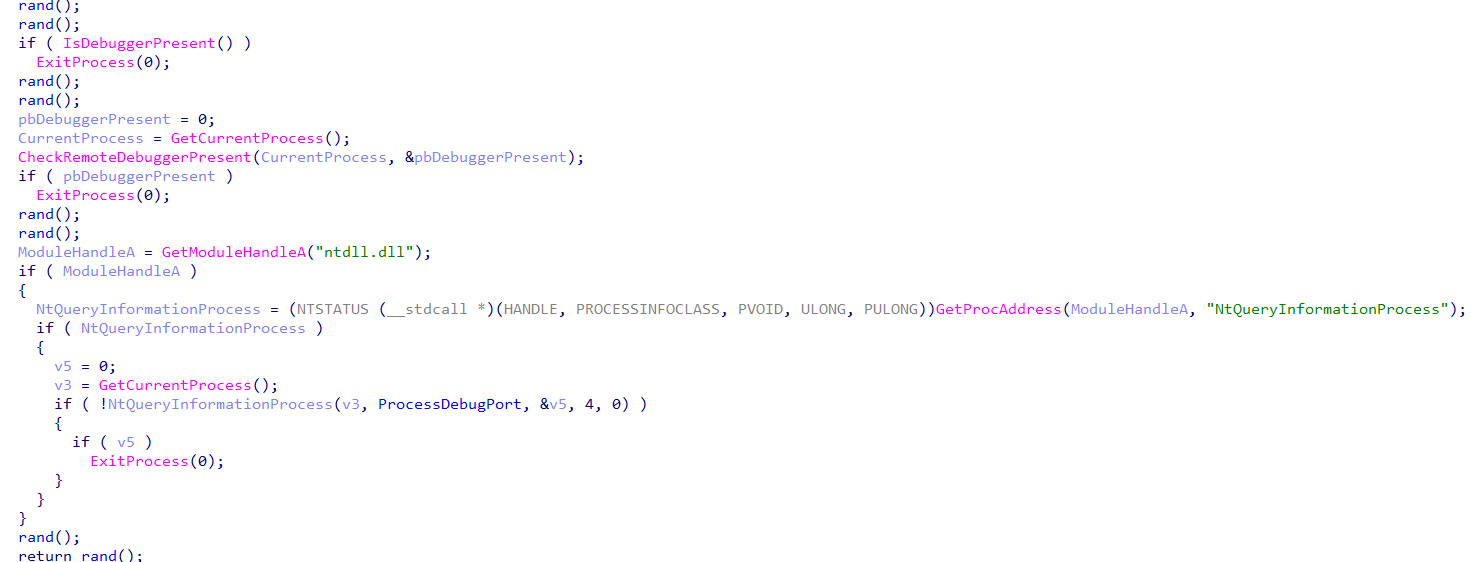 rand();
rand();
if ( IsDebuggerPresent() )
ExitProcess(0);
rand();
rand();
pbDebuggerPresent = 0;
CurrentProcess = GetCurrentProcess();
CheckRemoteDebuggerPresent(CurrentProcess, &pbDebuggerPresent);
if ( pbDebuggerPresent )
ExitProcess(0);
rand();
rand();
ModuleHandleA = GetModuleHandleA("ntdll.dll");
if ( ModuleHandleA )
{
NtQueryInformationProcess = (NTSTATUS (__stdcall *)(HANDLE, PROCESSINFOCLASS, PVOID, ULONG, PULONG))GetProcAddress(ModuleHandleA, "NtQueryInformationProcess");
if ( NtQueryInformationProcess )
{
v5 = 0;
v3 = GetCurrentProcess();
if ( !NtQueryInformationProcess(v3, ProcessDebugPort, &v5, 4, 0) )
{
if ( v5 )
ExitProcess(0);
}
}
}
rand();
return rand();